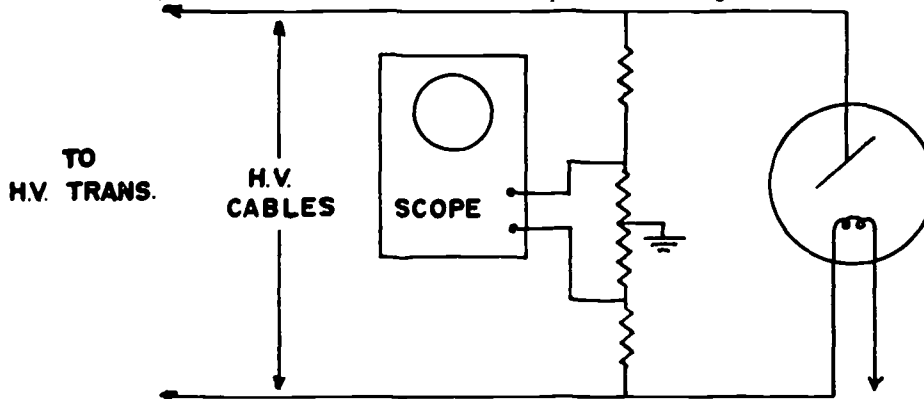 TO
H.V. TRANS.
H.V.
CABLES
SCOPE